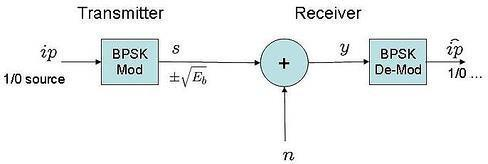 Transmitter
Receiver
ip
1/0 source
BPSK
Mod
s
±√E_b
+
y
BPSK
De-Mod
îp
1/0 ...
n